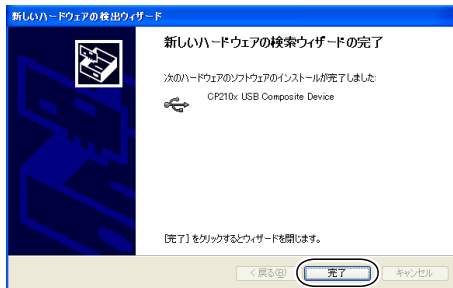 新しいハードウェアの検出ウィザード
新しいハードウェアの検索ウィザードの完了
次のハードウェアのソフトウェアのインストールが完了しました:
CP210x USB Composite Device
[完了] をクリックするとウィザードを閉じます。
< 戻る(B) 完了 キャンセル